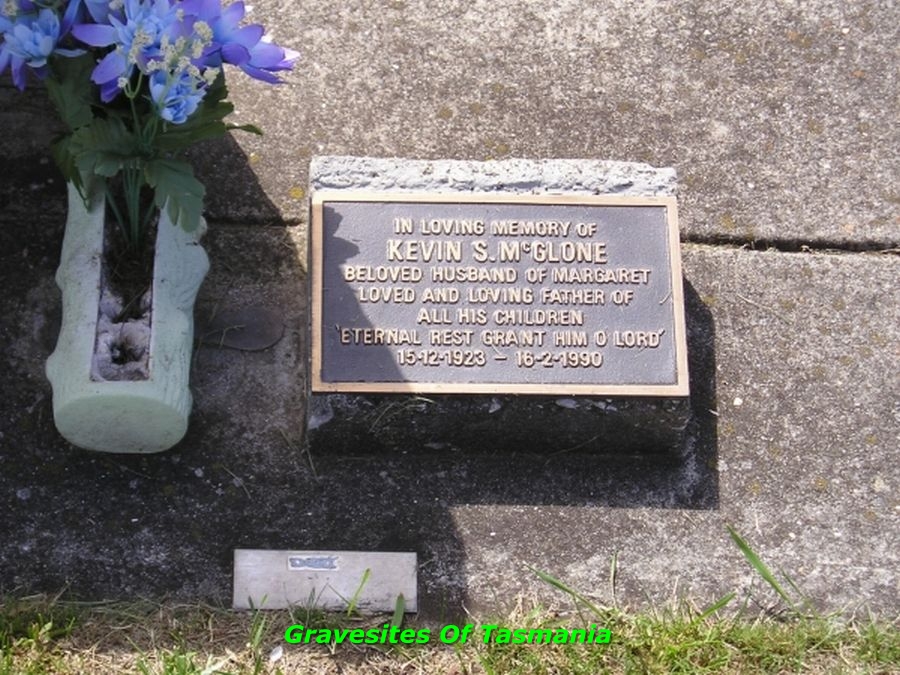 IN LOVING MEMORY OF
KEVIN S. McGLONE
BELOVED HUSBAND OF MARGARET
LOVED AND LOVING FATHER OF
ALL HIS CHILDREN
'ETERNAL REST GRANT HIM O LORD'
15-12-1923 - 16-2-1990
Gravesites Of Tasmania